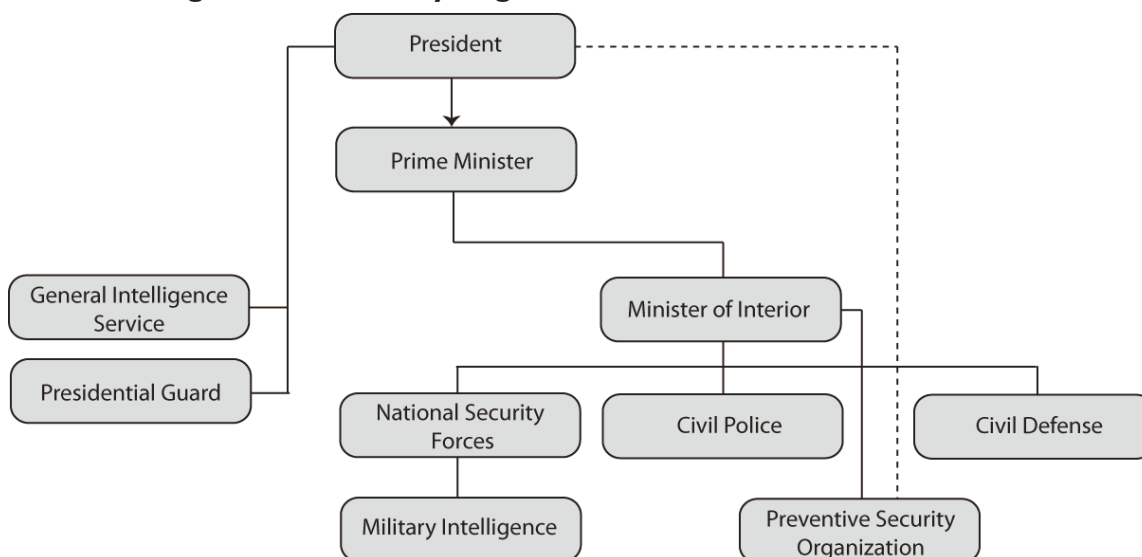 President
Prime Minister
General Intelligence
Service
Minister of Interior
Presidential Guard
National Security
Forces
Civil Police
Civil Defense
Military Intelligence
Preventive Security
Organization